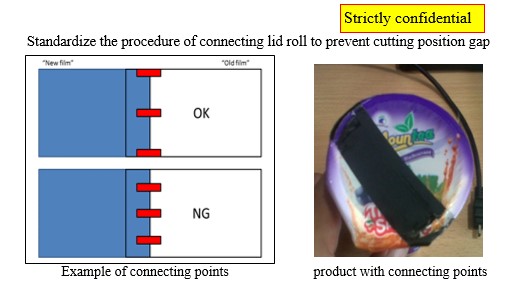 Strictly confidential
Standardize the procedure of connecting lid roll to prevent cutting position gap
"New film"
"Old film"
OK
NG
Example of connecting points
product with connecting points